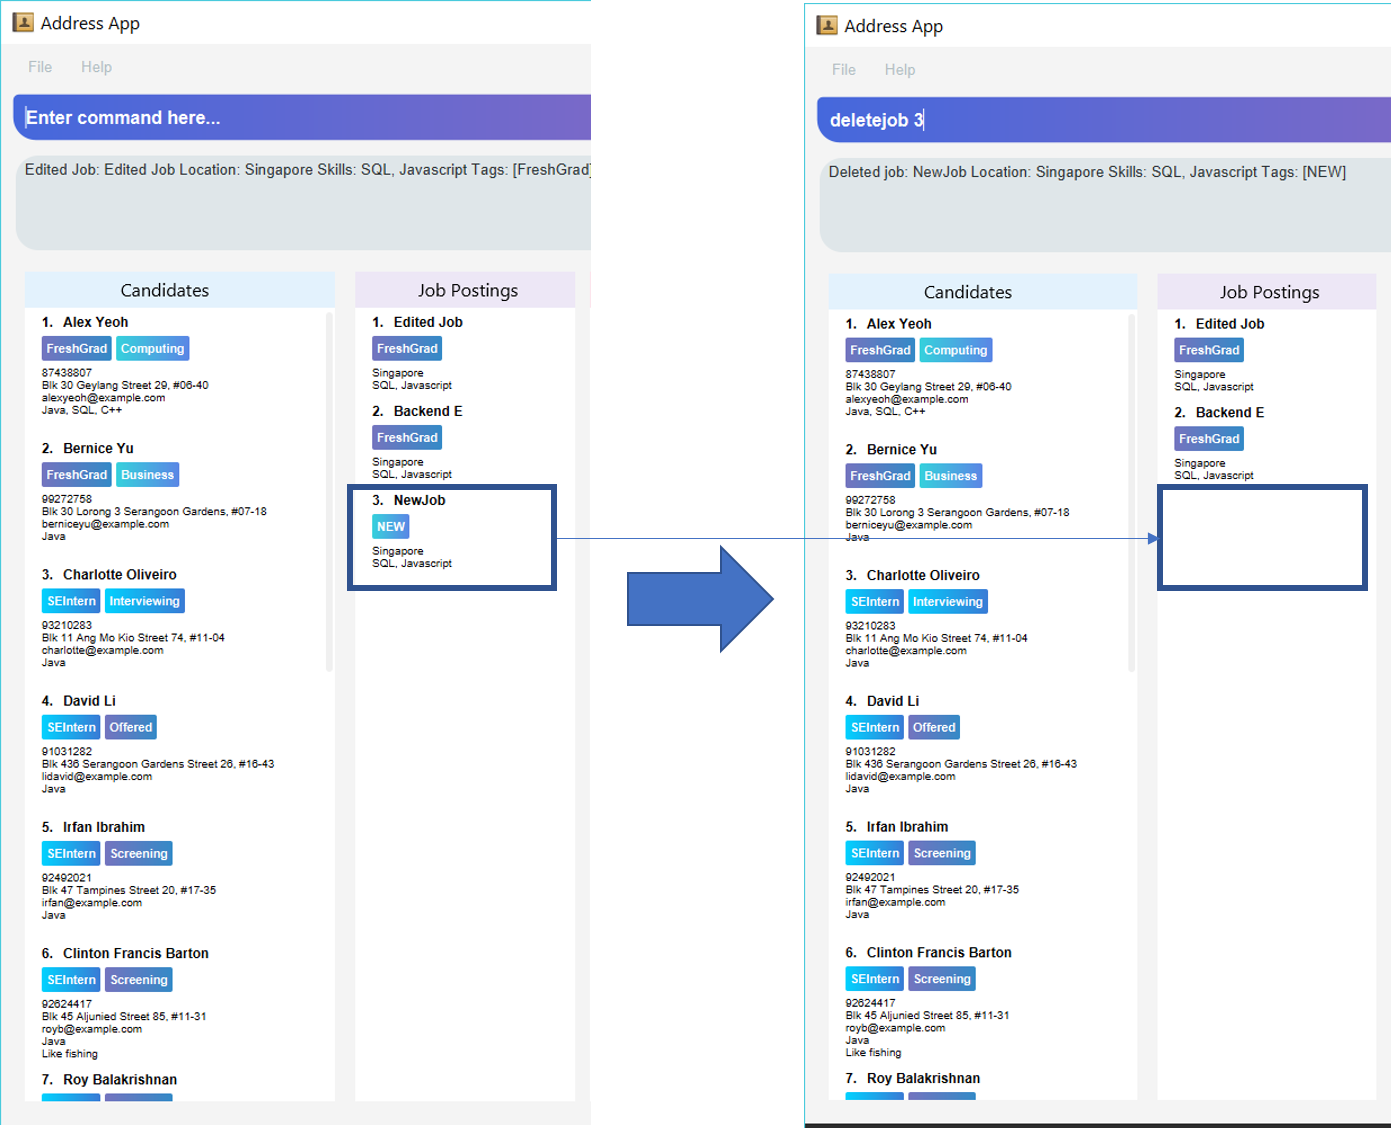 Address App
File Help
Enter command here...
Edited Job: Edited Job Location: Singapore Skills: SQL, Javascript Tags: [FreshGrad]
Candidates
1. Alex Yeoh
FreshGrad Computing
87438807
Blk 30 Geylang Street 29, #06-40
alexyeoh@example.com
Java, SQL, C++
2. Bernice Yu
FreshGrad Business
99272758
Blk 30 Lorong 3 Serangoon Gardens, #07-18
berniceyu@example.com
Java
3. Charlotte Oliveiro
SEIntern Interviewing
93210283
Blk 11 Ang Mo Kio Street 74, #11-04
charlotte@example.com
Java
4. David Li
SEIntern Offered
91031282
Blk 436 Serangoon Gardens Street 26, #16-43
lidavid@example.com
Java
5. Irfan Ibrahim
SEIntern Screening
92492021
Blk 47 Tampines Street 20, #17-35
irfan@example.com
Java
6. Clinton Francis Barton
SEIntern Screening
92624417
Blk 45 Aljunied Street 85, #11-31
royb@example.com
Java
Like fishing
7. Roy Balakrishnan
Job Postings
1. Edited Job
FreshGrad
Singapore
SQL, Javascript
2. Backend E
FreshGrad
Singapore
SQL, Javascript
3. NewJob
NEW
Singapore
SQL, Javascript
Address App
File Help
deletejob 3
Deleted job: NewJob Location: Singapore Skills: SQL, Javascript Tags: [NEW]
Candidates
1. Alex Yeoh
FreshGrad Computing
87438807
Blk 30 Geylang Street 29, #06-40
alexyeoh@example.com
Java, SQL, C++
2. Bernice Yu
FreshGrad Business
99272758
Blk 30 Lorong 3 Serangoon Gardens, #07-18
berniceyu@example.com
Java
3. Charlotte Oliveiro
SEIntern Interviewing
93210283
Blk 11 Ang Mo Kio Street 74, #11-04
charlotte@example.com
Java
4. David Li
SEIntern Offered
91031282
Blk 436 Serangoon Gardens Street 26, #16-43
lidavid@example.com
Java
5. Irfan Ibrahim
SEIntern Screening
92492021
Blk 47 Tampines Street 20, #17-35
irfan@example.com
Java
6. Clinton Francis Barton
SEIntern Screening
92624417
Blk 45 Aljunied Street 85, #11-31
royb@example.com
Java
Like fishing
7. Roy Balakrishnan
Job Postings
1. Edited Job
FreshGrad
Singapore
SQL, Javascript
2. Backend E
FreshGrad
Singapore
SQL, Javascript